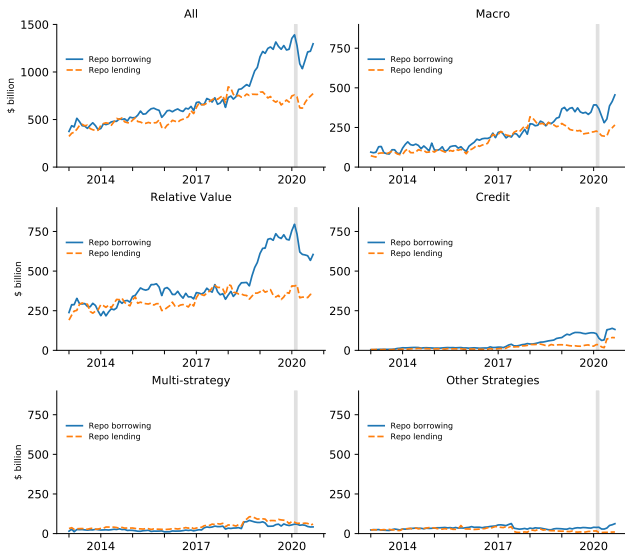 All
Macro
1500
1000
500
0
$ billion
Repo borrowing
Repo lending
2014
2017
2020
750
500
250
0
Repo borrowing
Repo lending
2014
2017
2020
Relative Value
Credit
750
500
250
0
$ billion
Repo borrowing
Repo lending
2014
2017
2020
750
500
250
0
Repo borrowing
Repo lending
2014
2017
2020
Multi-strategy
Other Strategies
750
500
250
0
$ billion
Repo borrowing
Repo lending
2014
2017
2020
750
500
250
0
Repo borrowing
Repo lending
2014
2017
2020